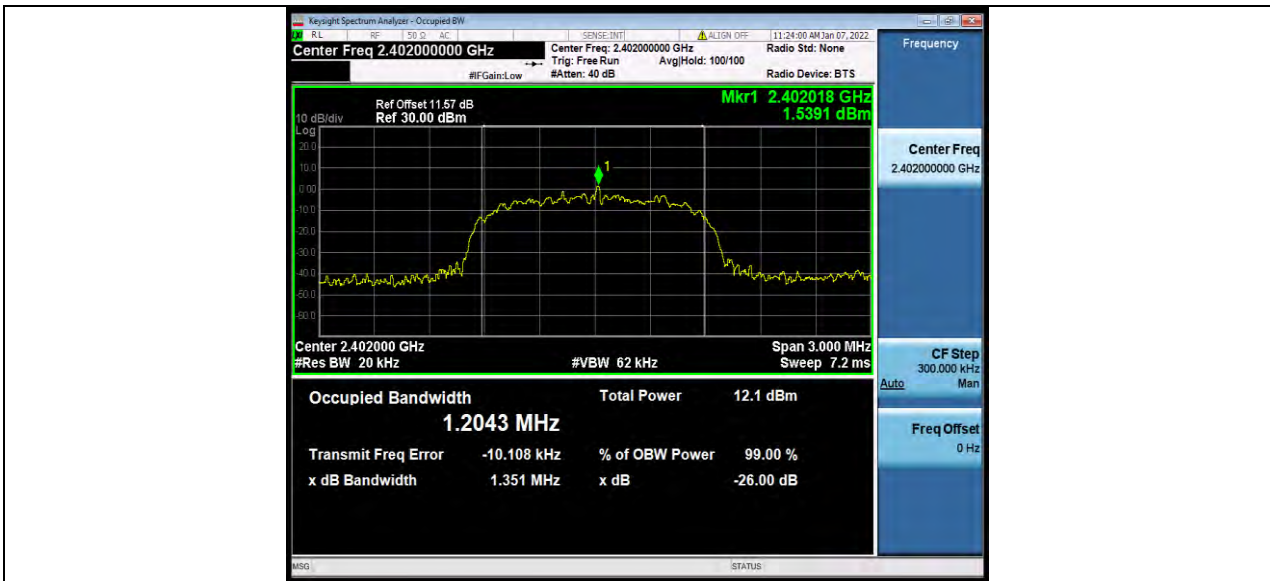 Keysight Spectrum Analyzer - Occupied BW
RL RF 50 Ω AC SENSE:INT ALIGN OFF 11:24:00 AM Jan 07, 2022
Center Freq 2.402000000 GHz Center Freq: 2.402000000 GHz Radio Std: None
Trig: Free Run Avg|Hold: 100/100
#IFGain:Low #Atten: 40 dB Radio Device: BTS
Frequency
Mkr1 2.402018 GHz
1.5391 dBm
Ref Offset 11.57 dB
10 dB/div Ref 30.00 dBm
Log
20.0
10.0
0.00
-10.0
-20.0
-30.0
-40.0
-50.0
-60.0
1
Center 2.402000 GHz Span 3.000 MHz
#Res BW 20 kHz #VBW 62 kHz Sweep 7.2 ms
Occupied Bandwidth Total Power 12.1 dBm
1.2043 MHz
Transmit Freq Error -10.108 kHz % of OBW Power 99.00 %
x dB Bandwidth 1.351 MHz x dB -26.00 dB
Center Freq
2.402000000 GHz
CF Step
300.000 kHz
Auto Man
Freq Offset
0 Hz
MSG STATUS